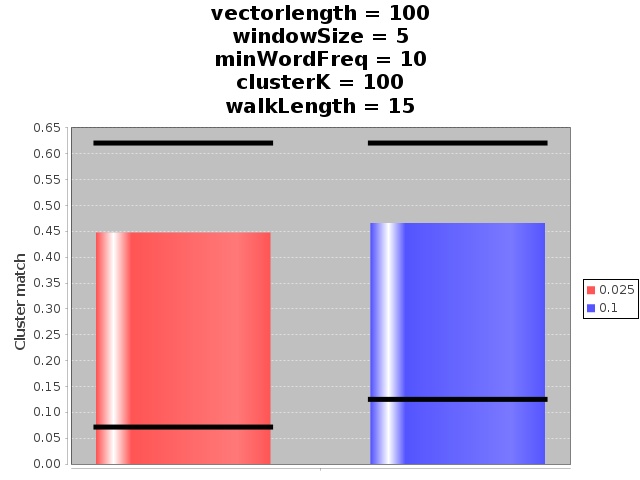 vectorlength = 100
windowSize = 5
minWordFreq = 10
clusterK = 100
walkLength = 15
0.65
0.60
0.55
0.50
0.45
0.40
0.35
0.30
0.25
0.20
0.15
0.10
0.05
0.00
Cluster match
0.025
0.1